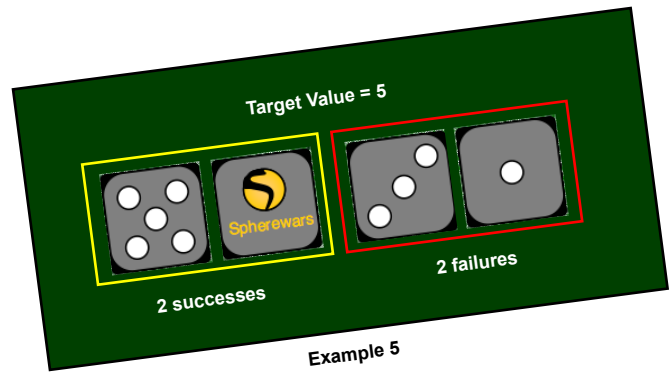 Target Value = 5
Spherewars
2 successes
2 failures
Example 5